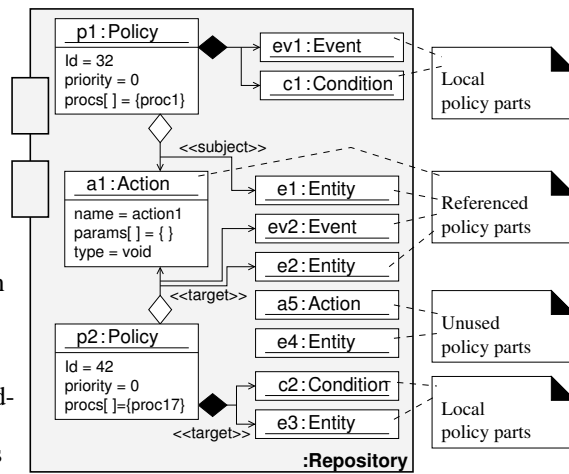 p1:Policy
Id = 32
priority = 0
procs[ ] = {proc1}
ev1:Event
c1:Condition
Local
policy parts
<<subject>>
a1:Action
name = action1
params[ ] = { }
type = void
e1:Entity
ev2:Event
e2:Entity
Referenced
policy parts
<<target>>
a5:Action
e4:Entity
Unused
policy parts
p2:Policy
Id = 42
priority = 0
procs[ ]={proc17}
c2:Condition
e3:Entity
<<target>>
Local
policy parts
:Repository
n
d-
s